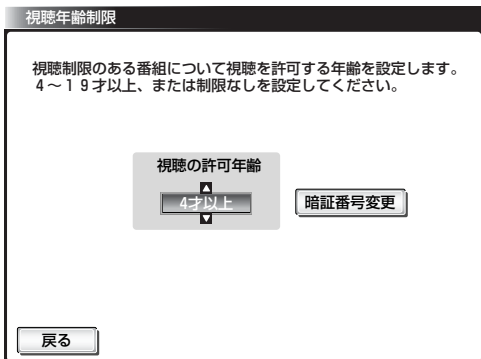 視聴年齢制限
視聴制限のある番組について視聴を許可する年齢を設定します。
4～19才以上、または制限なしを設定してください。
視聴の許可年齢
4才以上
暗証番号変更
戻る